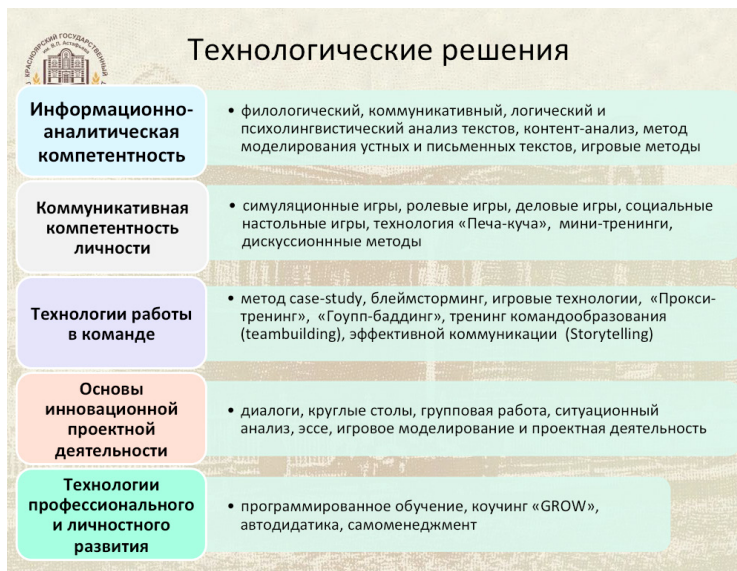 КРАСНОЯРСКИЙ ГОСУДАРСТВЕННЫЙ
им. В.П. Астафьева
Технологические решения
Информационно-
аналитическая
компетентность
• филологический, коммуникативный, логический и
психолингвистический анализ текстов, контент-анализ, метод
моделирования устных и письменных текстов, игровые методы
Коммуникативная
компетентность
личности
• симуляционные игры, ролевые игры, деловые игры, социальные
настольные игры, технология «Печа-куча», мини-тренинги,
дискуссионнные методы
Технологии работы
в команде
• метод case-study, блеймсторминг, игровые технологии, «Прокси-
тренинг», «Гоупп-баддинг», тренинг командообразования
(teambuilding), эффективной коммуникации (Storytelling)
Основы
инновационной
проектной
деятельности
• диалоги, круглые столы, групповая работа, ситуационный
анализ, эссе, игровое моделирование и проектная деятельность
Технологии
профессионального
и личностного
развития
• программированное обучение, коучинг «GROW»,
автодидатика, самоменеджмент